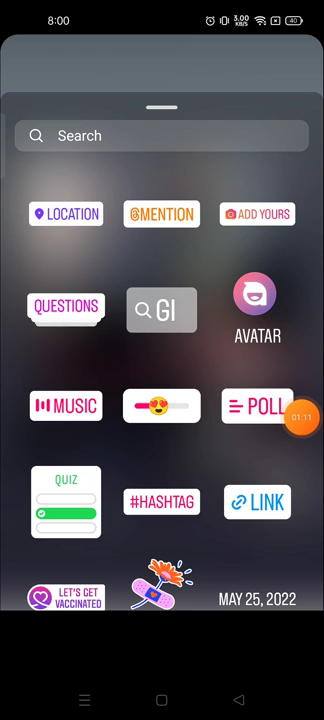 8:00
3.00
KB/S
40
Search
LOCATION
@MENTION
ADD YOURS
QUESTIONS
GI
AVATAR
MUSIC
POLL
01:11
QUIZ
#HASHTAG
LINK
LET'S GET
VACCINATED
MAY 25, 2022